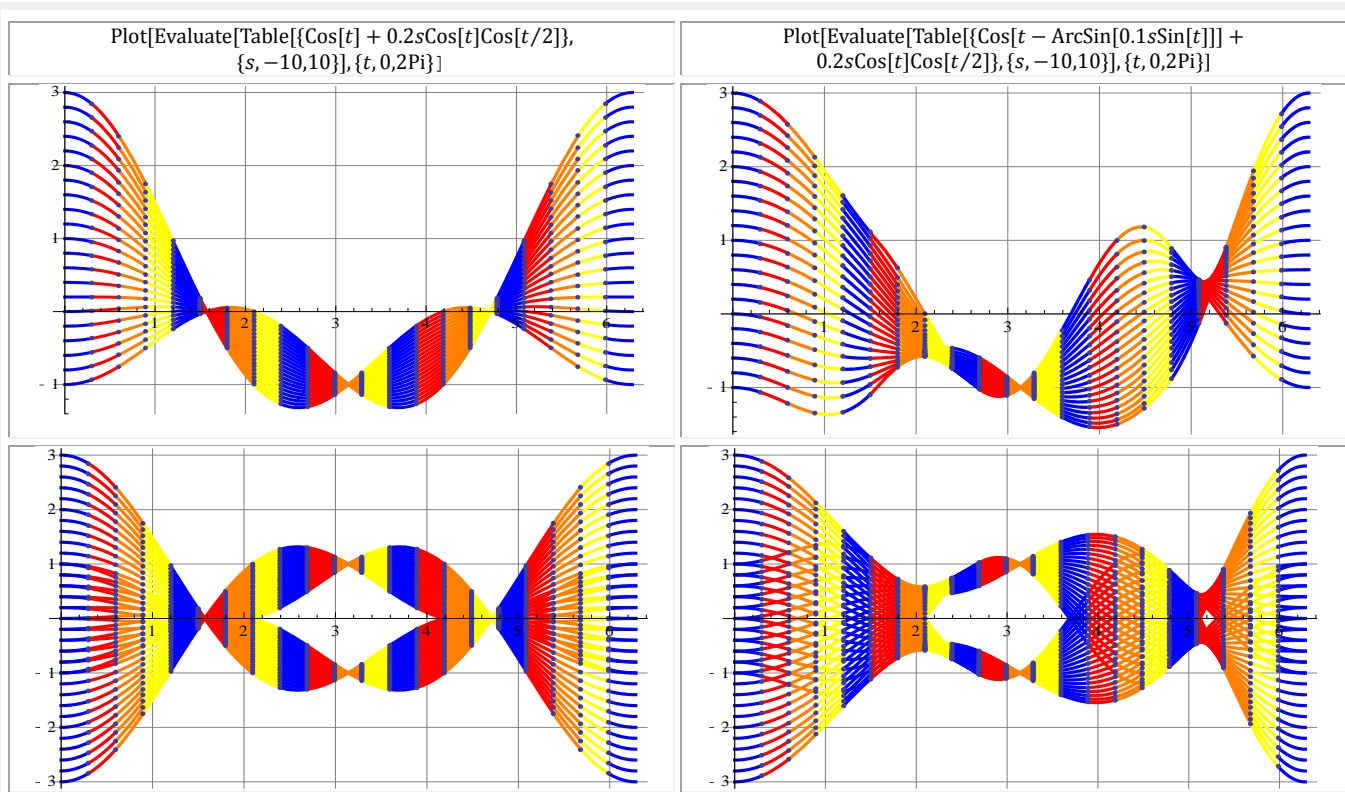 Plot[Evaluate[Table[{Cos[t] + 0.2sCos[t]Cos[t/2]},
{s, −10,10}], {t, 0,2Pi}]
Plot[Evaluate[Table[{Cos[t − ArcSin[0.1sSin[t]]] +
0.2sCos[t]Cos[t/2]}, {s, −10,10}], {t, 0,2Pi}]
3
2
1
1 2 3 4 5 6
- 1
3
2
1
1 2 3 4 5 6
- 1
3
2
1
1 2 3 4 5 6
- 1
- 2
- 3
3
2
1
1 2 3 4 5 6
- 1
- 2
- 3